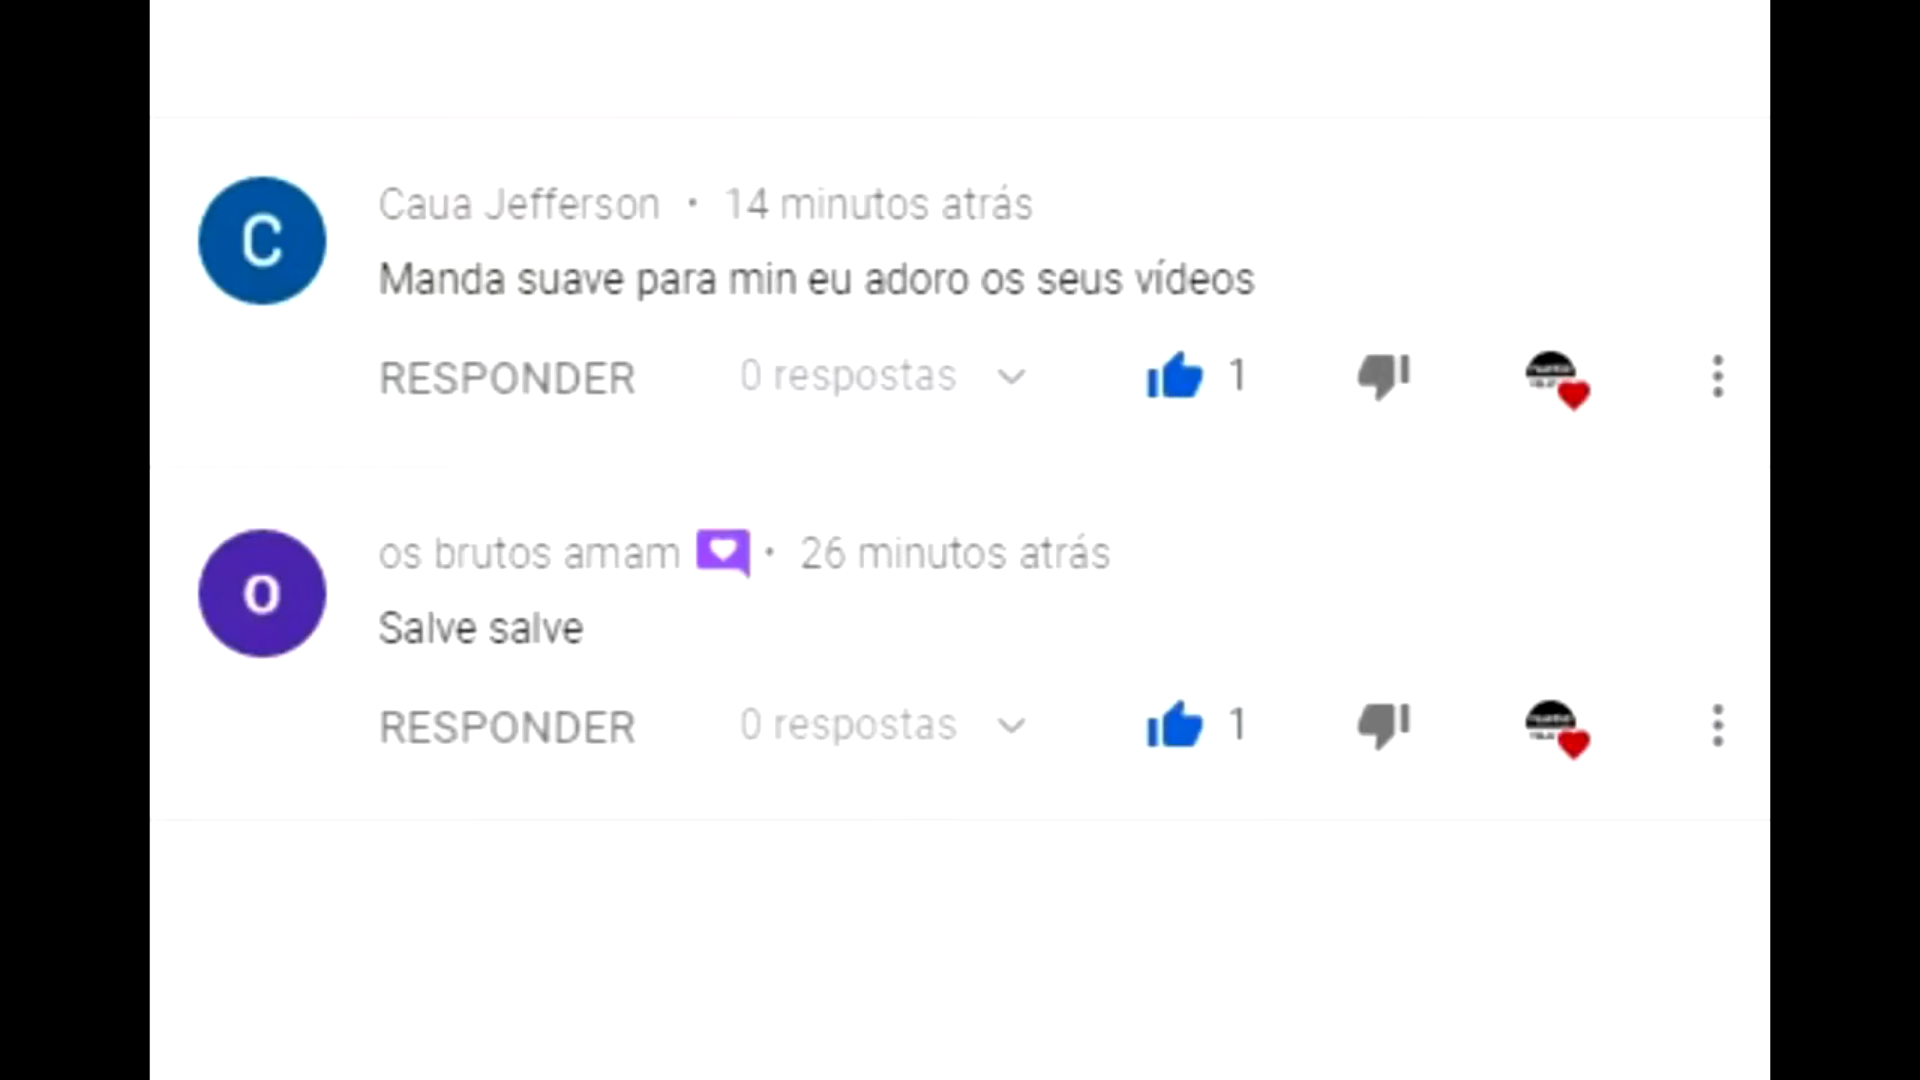 C
Caua Jefferson • 14 minutos atrás
Manda suave para min eu adoro os seus vídeos
RESPONDER 0 respostas 1
o
os brutos amam • 26 minutos atrás
Salve salve
RESPONDER 0 respostas 1